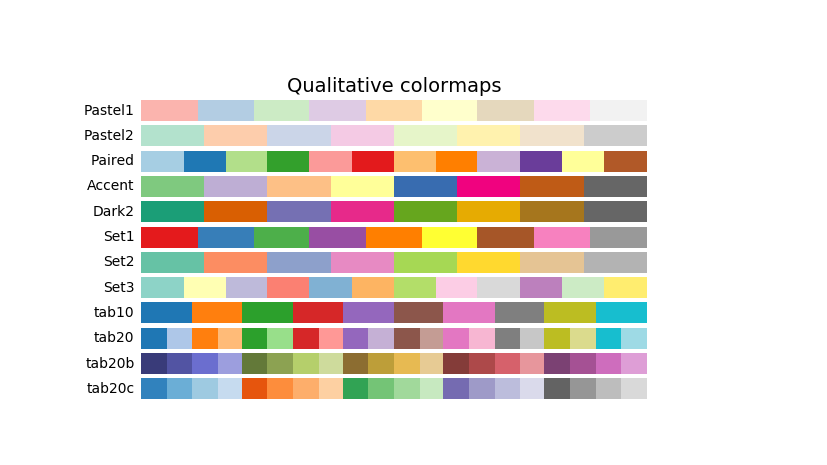 Qualitative colormaps
Pastel1
Pastel2
Paired
Accent
Dark2
Set1
Set2
Set3
tab10
tab20
tab20b
tab20c